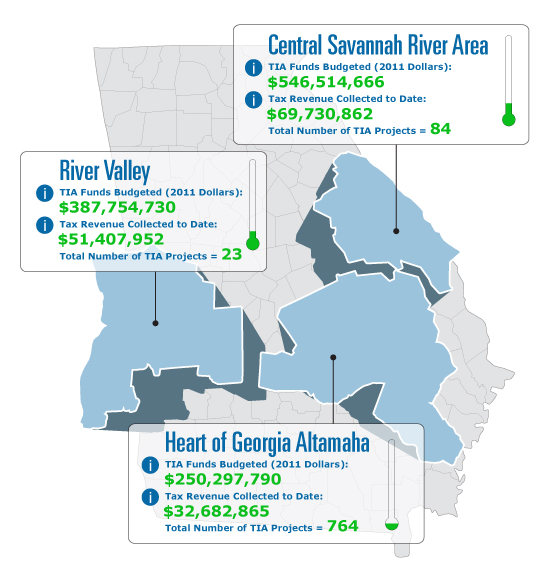 Central Savannah River Area
i TIA Funds Budgeted (2011 Dollars):
$546,514,666
i Tax Revenue Collected to Date:
$69,730,862
Total Number of TIA Projects = 84
River Valley
i TIA Funds Budgeted (2011 Dollars):
$387,754,730
i Tax Revenue Collected to Date:
$51,407,952
Total Number of TIA Projects = 23
Heart of Georgia Altamaha
i TIA Funds Budgeted (2011 Dollars):
$250,297,790
i Tax Revenue Collected to Date:
$32,682,865
Total Number of TIA Projects = 764